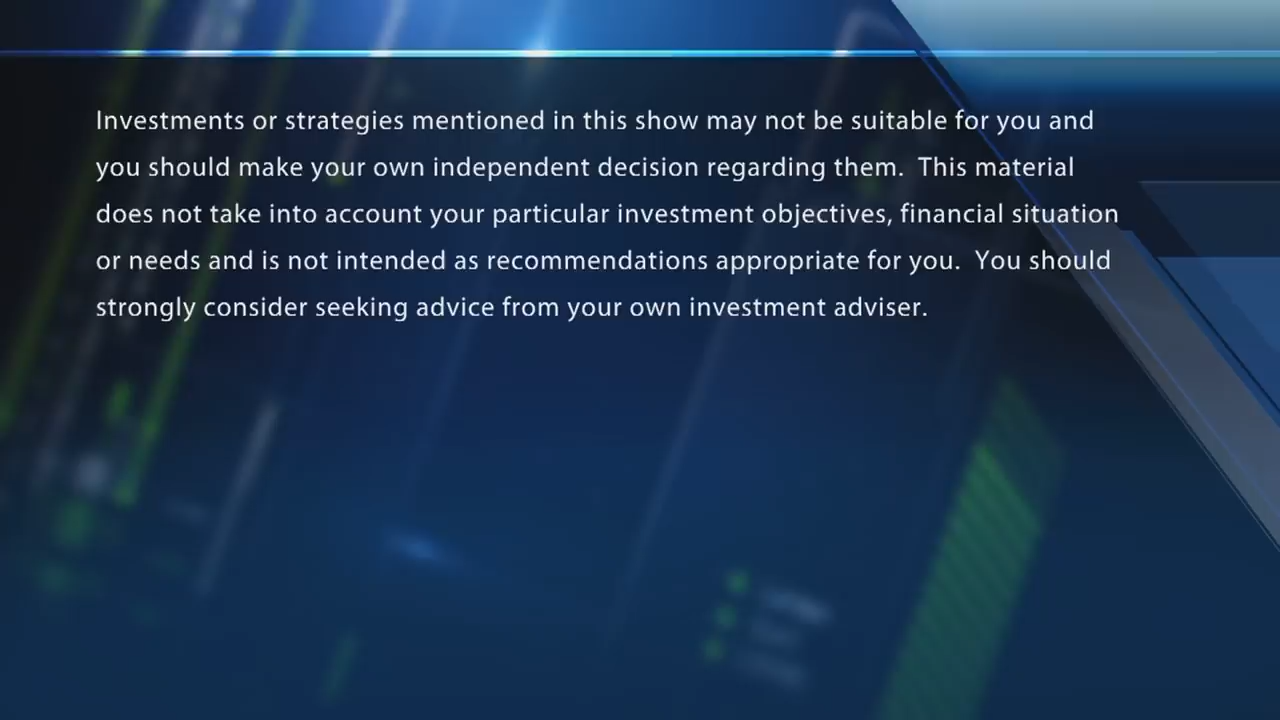 Investments or strategies mentioned in this show may not be suitable for you and
you should make your own independent decision regarding them.  This material
does not take into account your particular investment objectives, financial situation
or needs and is not intended as recommendations appropriate for you.  You should
strongly consider seeking advice from your own investment adviser.